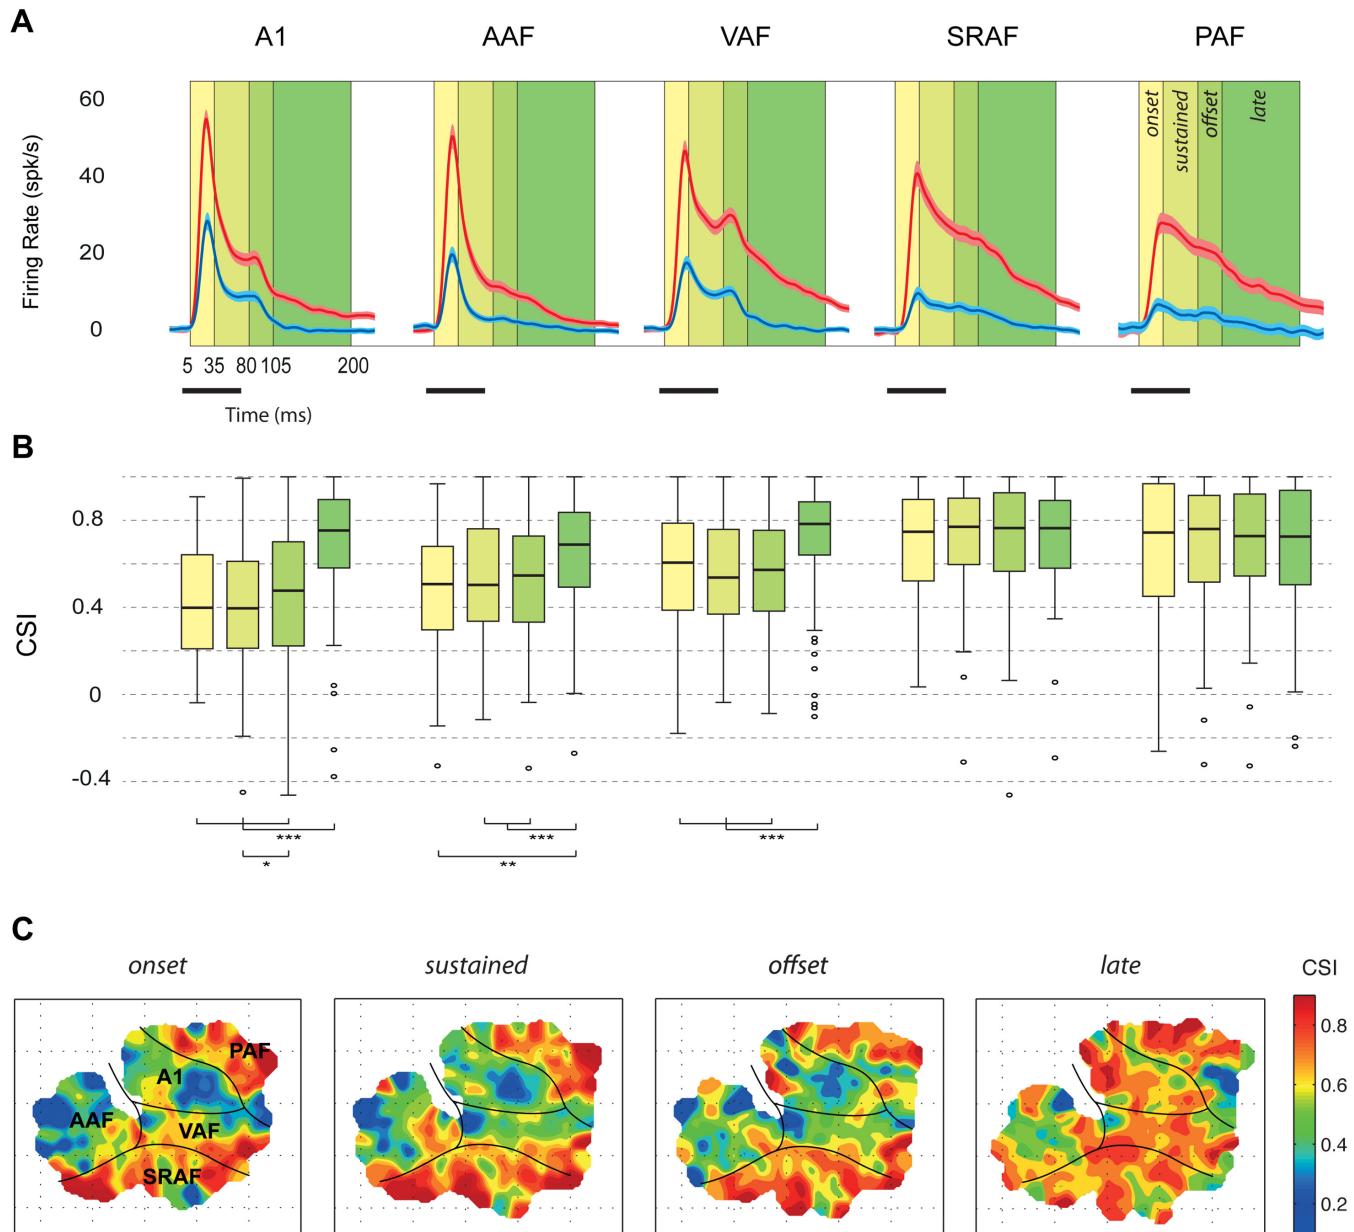 A
A1 AAF VAF SRAF PAF
Firing Rate (spk/s)
60
40
20
0
onset
sustained
offset
late
5 35 80 105 200
Time (ms)
B
CSI
0.8
0.4
0
-0.4
*** *** ***
* **
C
onset sustained offset late CSI
PAF
A1
AAF
VAF
SRAF
0.8
0.6
0.4
0.2